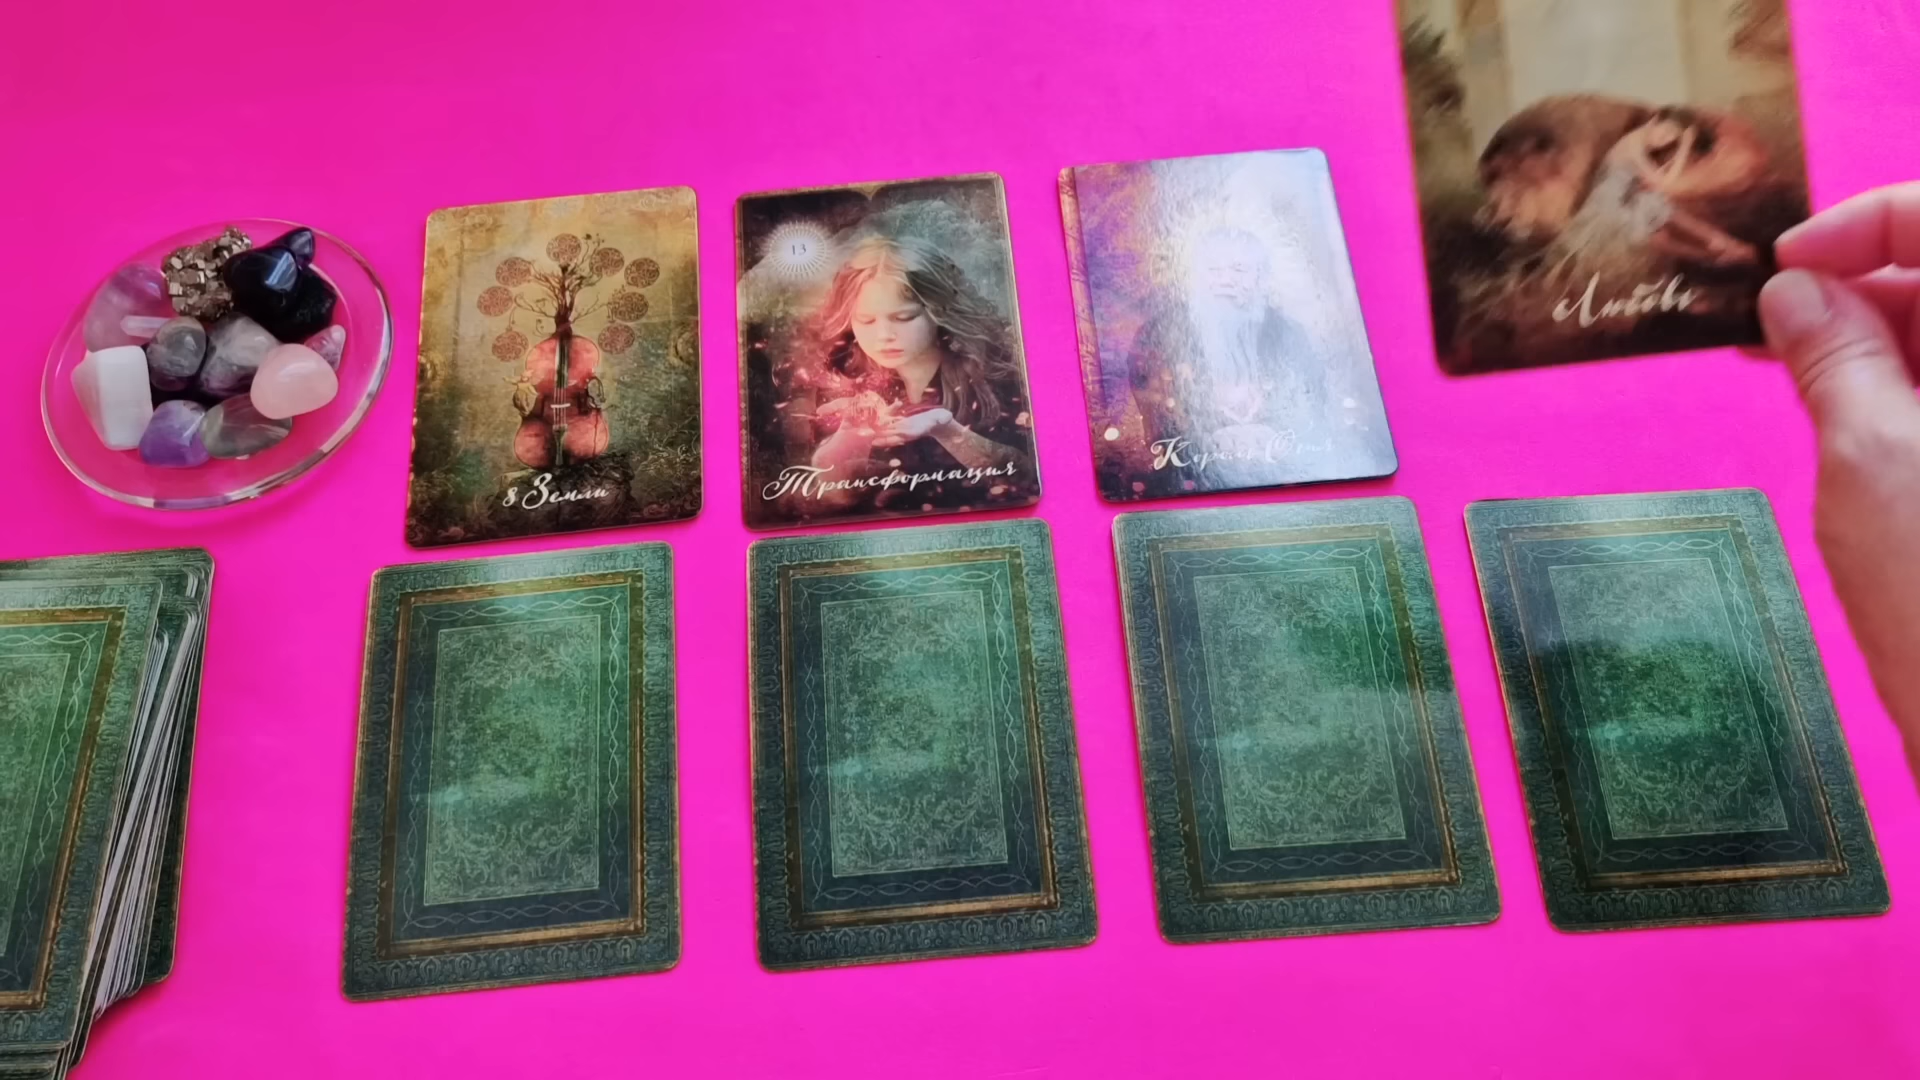 8 Земли
13
Трансформация
Король Огня
Любовь